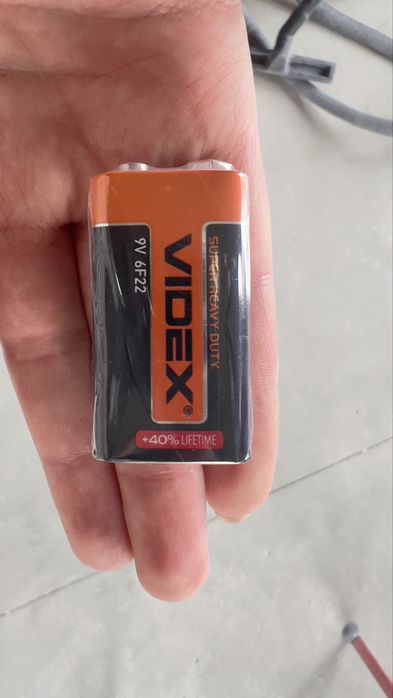 SUPER HEAVY DUTY
VIDEX®
9V 6F22
+40% LIFETIME